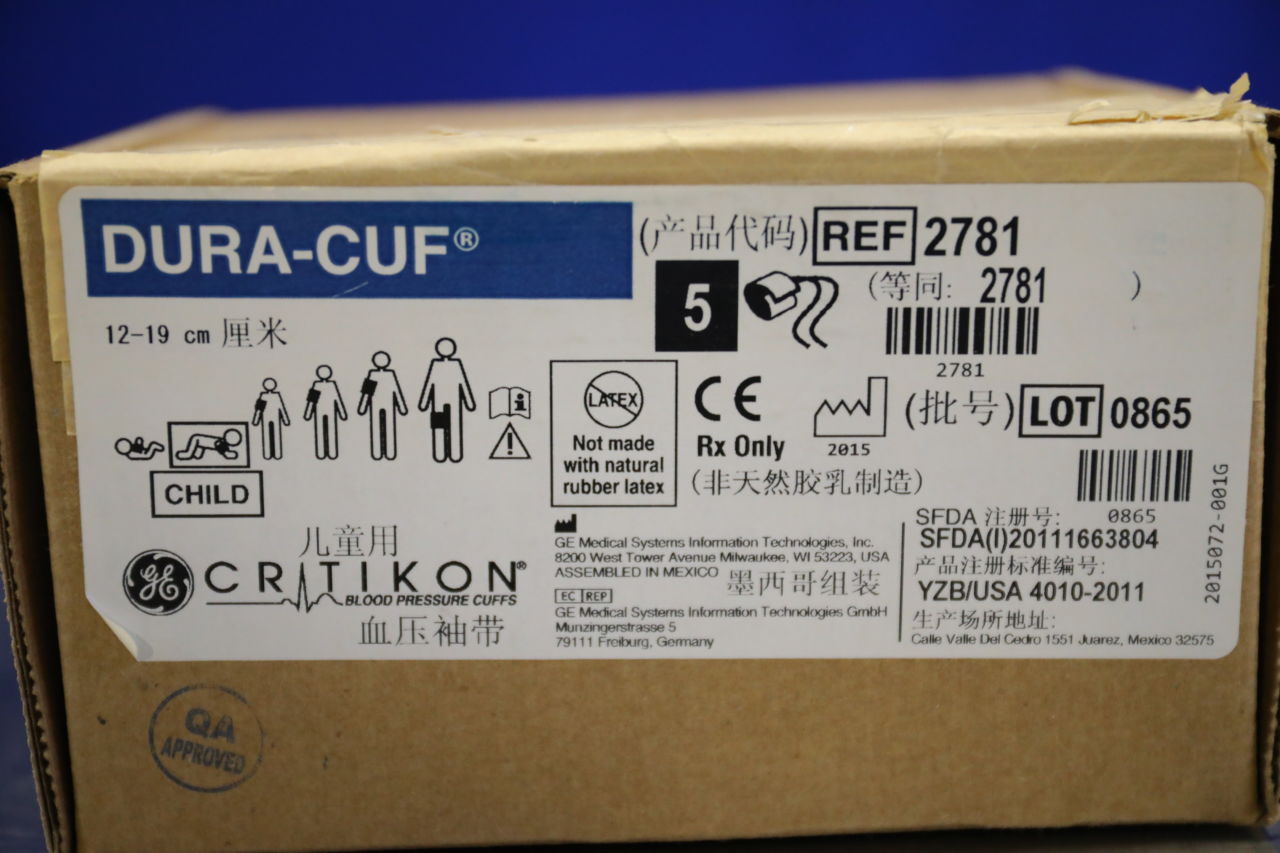 DURA-CUF®
(产品代码) REF 2781
5
(等同: 2781 )
2781
12-19 cm 厘米
LATEX
Not made
with natural
rubber latex
CE
Rx Only
2015
(批号) LOT 0865
(非天然胶乳制造)
0865
CHILD
儿童用
GE CRITIKON®
BLOOD PRESSURE CUFFS
血压袖带
GE Medical Systems Information Technologies, Inc.
8200 West Tower Avenue Milwaukee, WI 53223, USA
ASSEMBLED IN MEXICO 墨西哥组装
EC REP
GE Medical Systems Information Technologies GmbH
Munzingerstrasse 5
79111 Freiburg, Germany
SFDA 注册号:
SFDA(I)20111663804
产品注册标准编号:
YZB/USA 4010-2011
生产场所地址:
Calle Valle Del Cedro 1551 Juarez, Mexico 32575
2015072-001G
QA
APPROVED